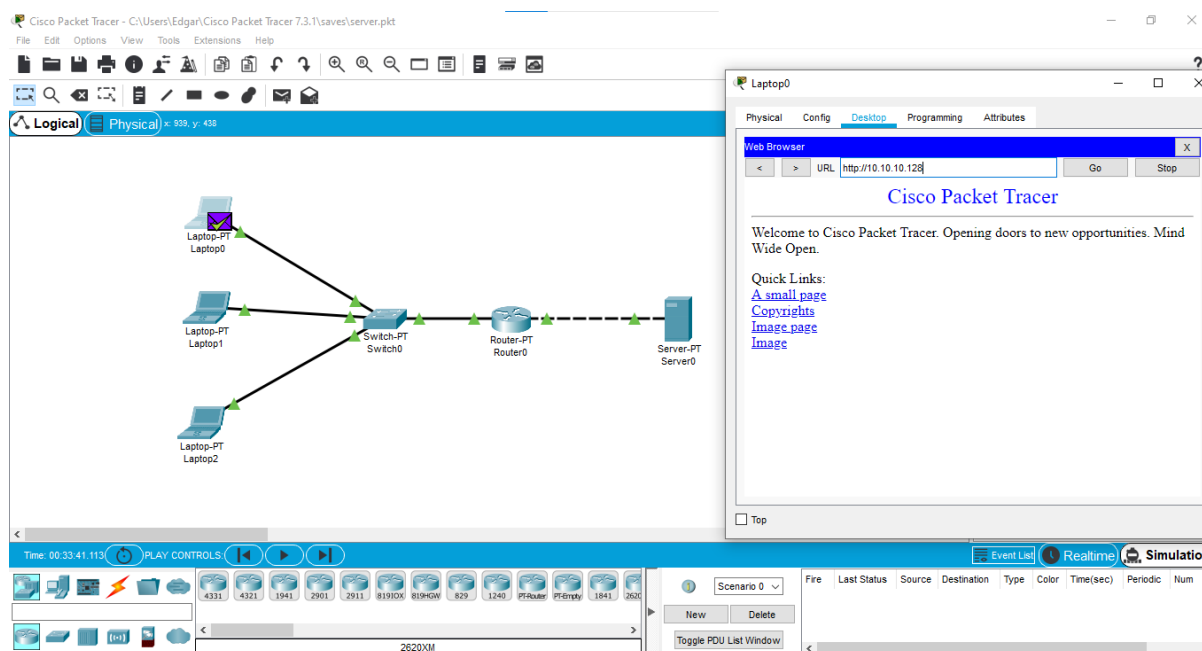 Cisco Packet Tracer - C:\Users\Edgar\Cisco Packet Tracer 7.3.1\saves\server.pkt
File Edit Options View Tools Extensions Help
?
Logical Physical x: 939, y: 438
Laptop-PT
Laptop0
Laptop-PT
Laptop1
Laptop-PT
Laptop2
Switch-PT
Switch0
Router-PT
Router0
Server-PT
Server0
Laptop0
Physical Config Desktop Programming Attributes
Web Browser X
< > URL http://10.10.10.128 Go Stop
Cisco Packet Tracer
Welcome to Cisco Packet Tracer. Opening doors to new opportunities. Mind
Wide Open.
Quick Links:
A small page
Copyrights
Image page
Image
Top
Time: 00:33:41.113 PLAY CONTROLS: Event List Realtime Simulatio
4331 4321 1941 2901 2911 819IOX 819HGW 829 1240 PT-Router PT-Empty 1841 262
2620XM
Scenario 0
New Delete
Toggle PDU List Window
Fire Last Status Source Destination Type Color Time(sec) Periodic Num